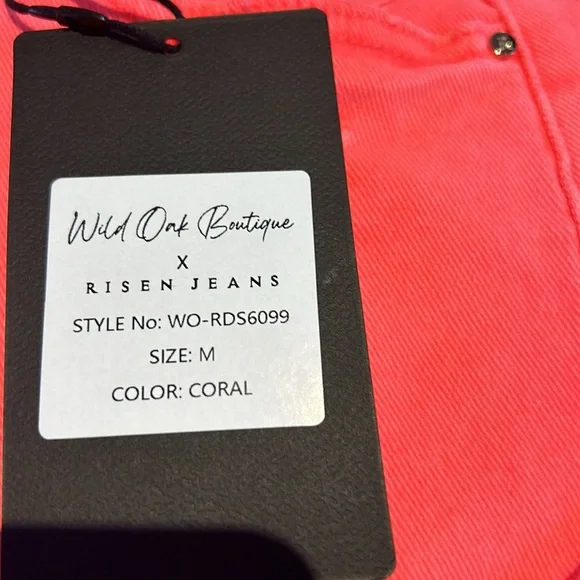 Wild Oak Boutique
X
RISEN JEANS
STYLE No: WO-RDS6099
SIZE: M
COLOR: CORAL